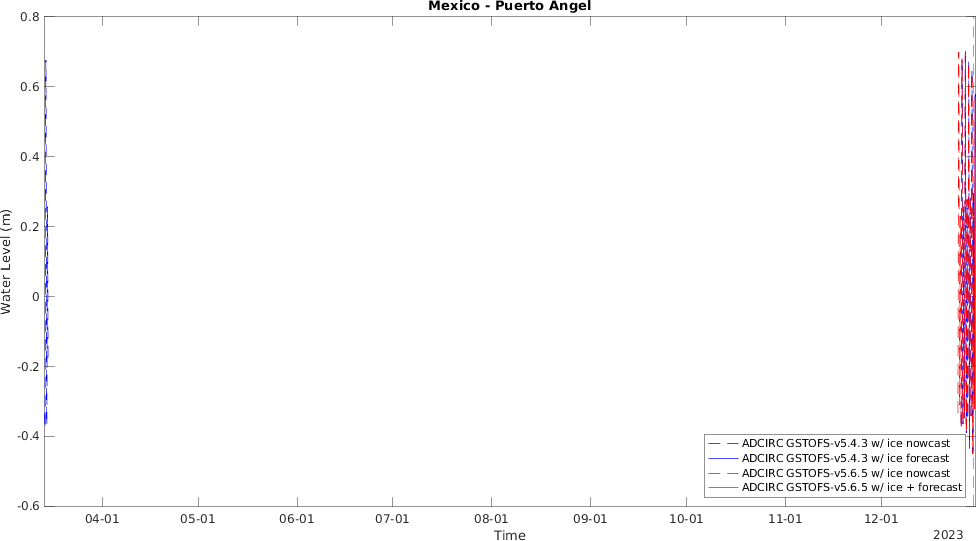 Mexico - Puerto Angel
0.8
0.6
0.4
0.2
0
-0.2
-0.4
-0.6
Water Level (m)
ADCIRC GSTOFS-v5.4.3 w/ ice nowcast
ADCIRC GSTOFS-v5.4.3 w/ ice forecast
ADCIRC GSTOFS-v5.6.5 w/ ice nowcast
ADCIRC GSTOFS-v5.6.5 w/ ice + forecast
04-01 05-01 06-01 07-01 08-01 09-01 10-01 11-01 12-01
Time
2023